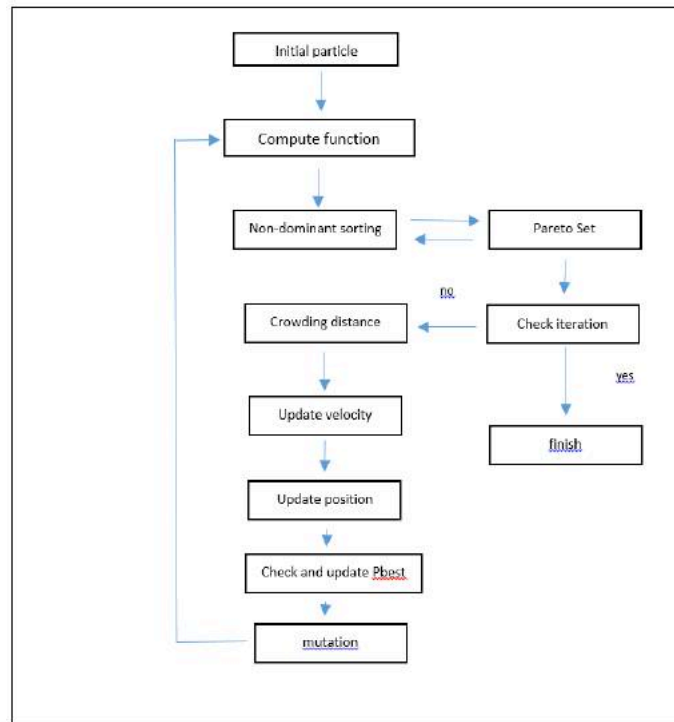 Initial particle
Compute function
Non-dominant sorting
Pareto Set
no
Crowding distance
Check iteration
yes
Update velocity
finish
Update position
Check and update Pbest
mutation